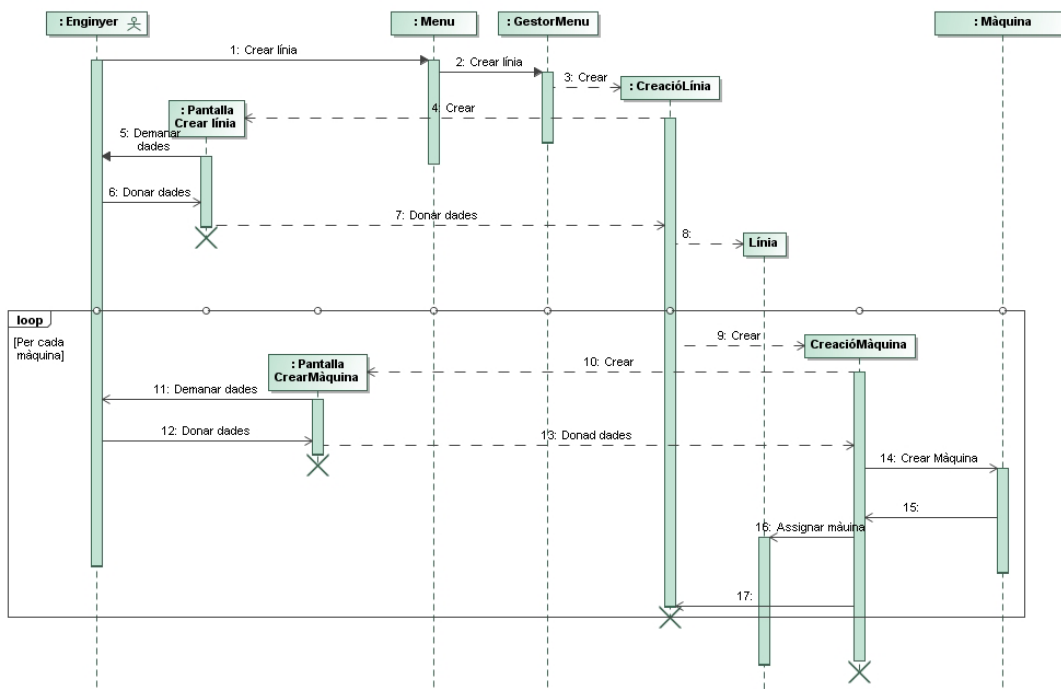 : Enginyer
: Menu
: GestorMenu
: Màquina
1: Crear línia
2: Crear línia
3: Crear
: CreacióLínia
: Pantalla
Crear línia
4: Crear
5: Demanar
dades
6: Donar dades
7: Donar dades
8:
Línia
loop
[Per cada
màquina]
9: Crear
CreacióMàquina
: Pantalla
CrearMàquina
10: Crear
11: Demanar dades
12: Donar dades
13: Donad dades
14: Crear Màquina
15:
16: Assignar màuina
17: